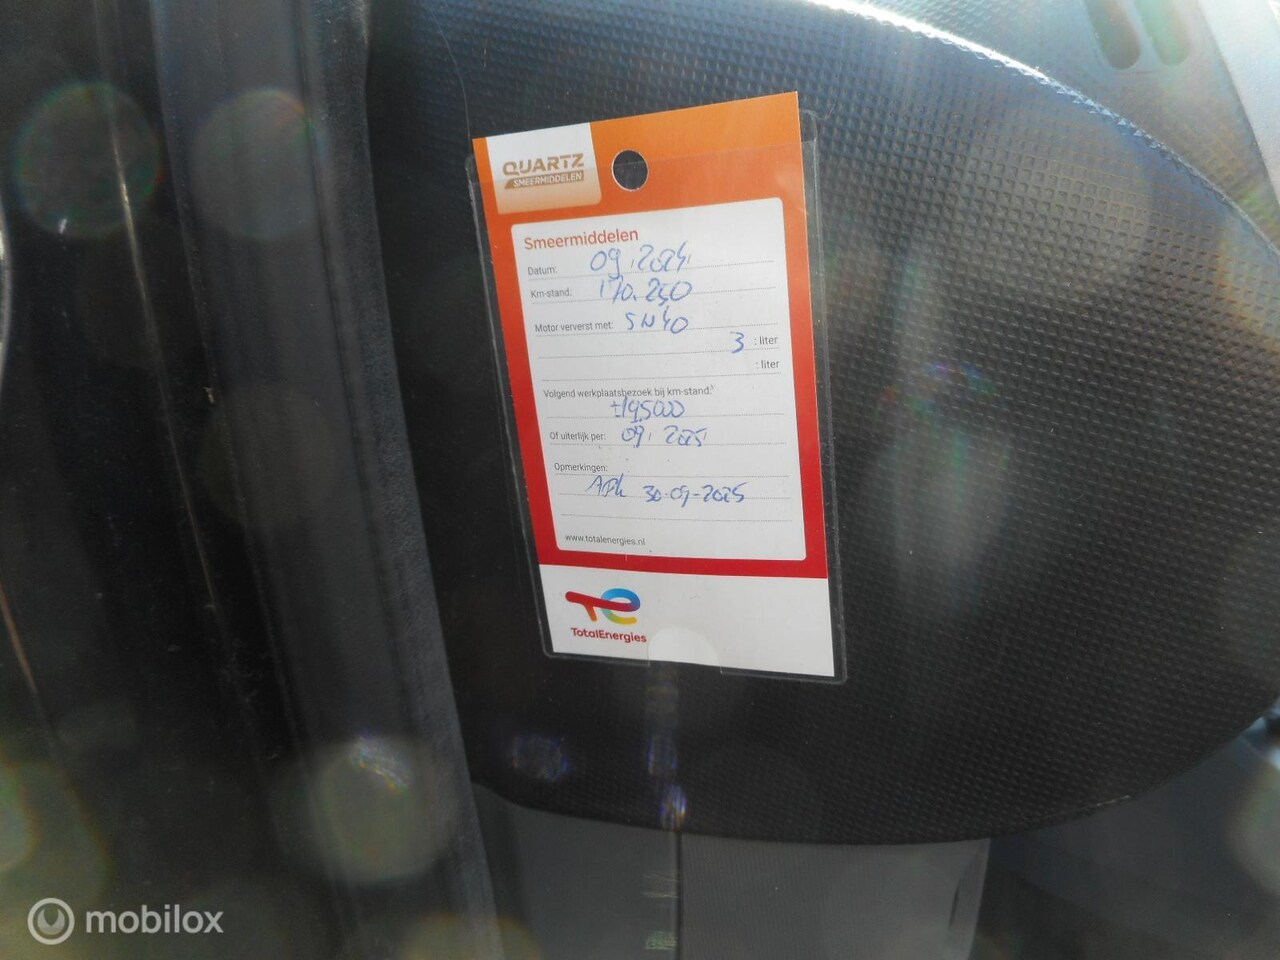 QUARTZ
SMEERMIDDELEN
Smeermiddelen
Datum: 09.2024
Km-stand: 170.250
Motor ververst met: 5W40
3 : liter
: liter
Volgend werkplaatsbezoek bij km-stand:
±195000
Of uiterlijk per: 09. 2025
Opmerkingen:
APK 30-09-2025
www.totalenergies.nl
TotalEnergies
mobilox